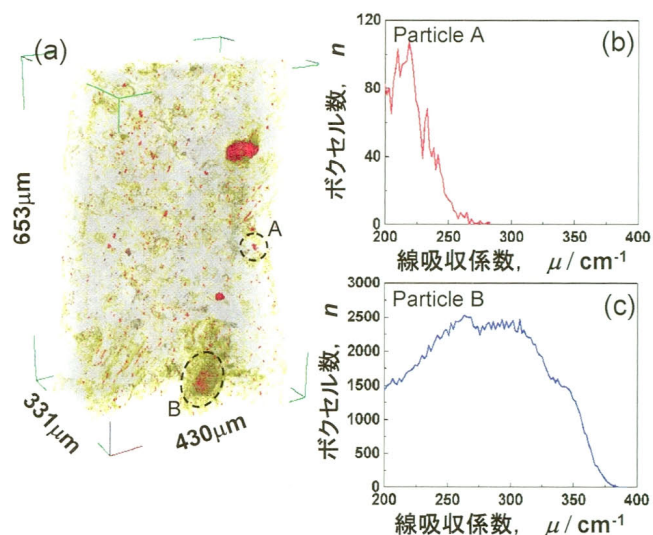 (a)
653μm
331μm
430μm
A
B
Particle A
(b)
ボクセル数, n
120
80
40
0
200 250 300 350 400
線吸収係数, μ / cm-1
Particle B
(c)
ボクセル数, n
3000
2500
2000
1500
1000
500
0
200 250 300 350 400
線吸収係数, μ / cm-1